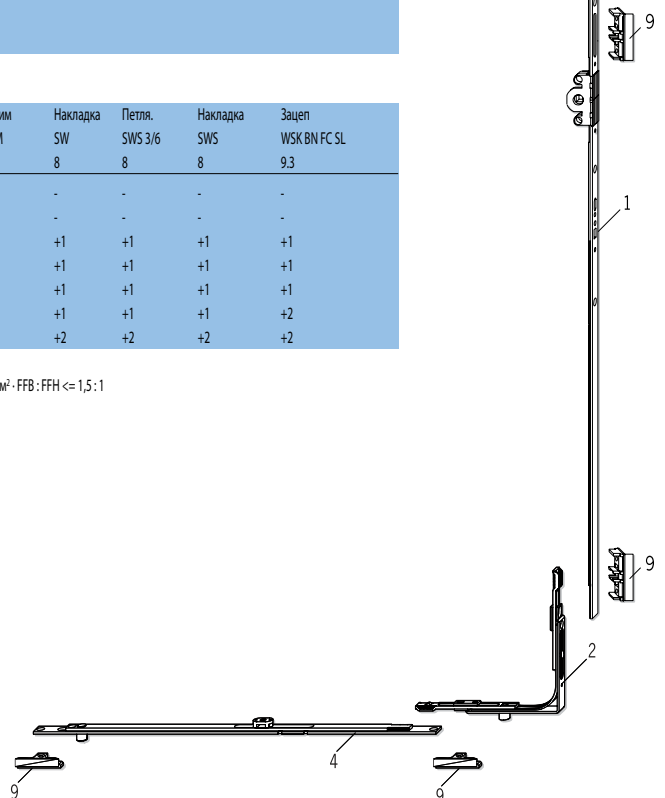 9
Накладка Петля. Накладка Зацеп
SW SWS 3/6 SWS WSK BN FC SL
8 8 8 9.3
- - - -
- - - -
+1 +1 +1 +1
+1 +1 +1 +1
+1 +1 +1 +1
+1 +1 +1 +2
+2 +2 +2 +2
м² · FFB : FFH <= 1,5 : 1
1
9
2
4
9
9